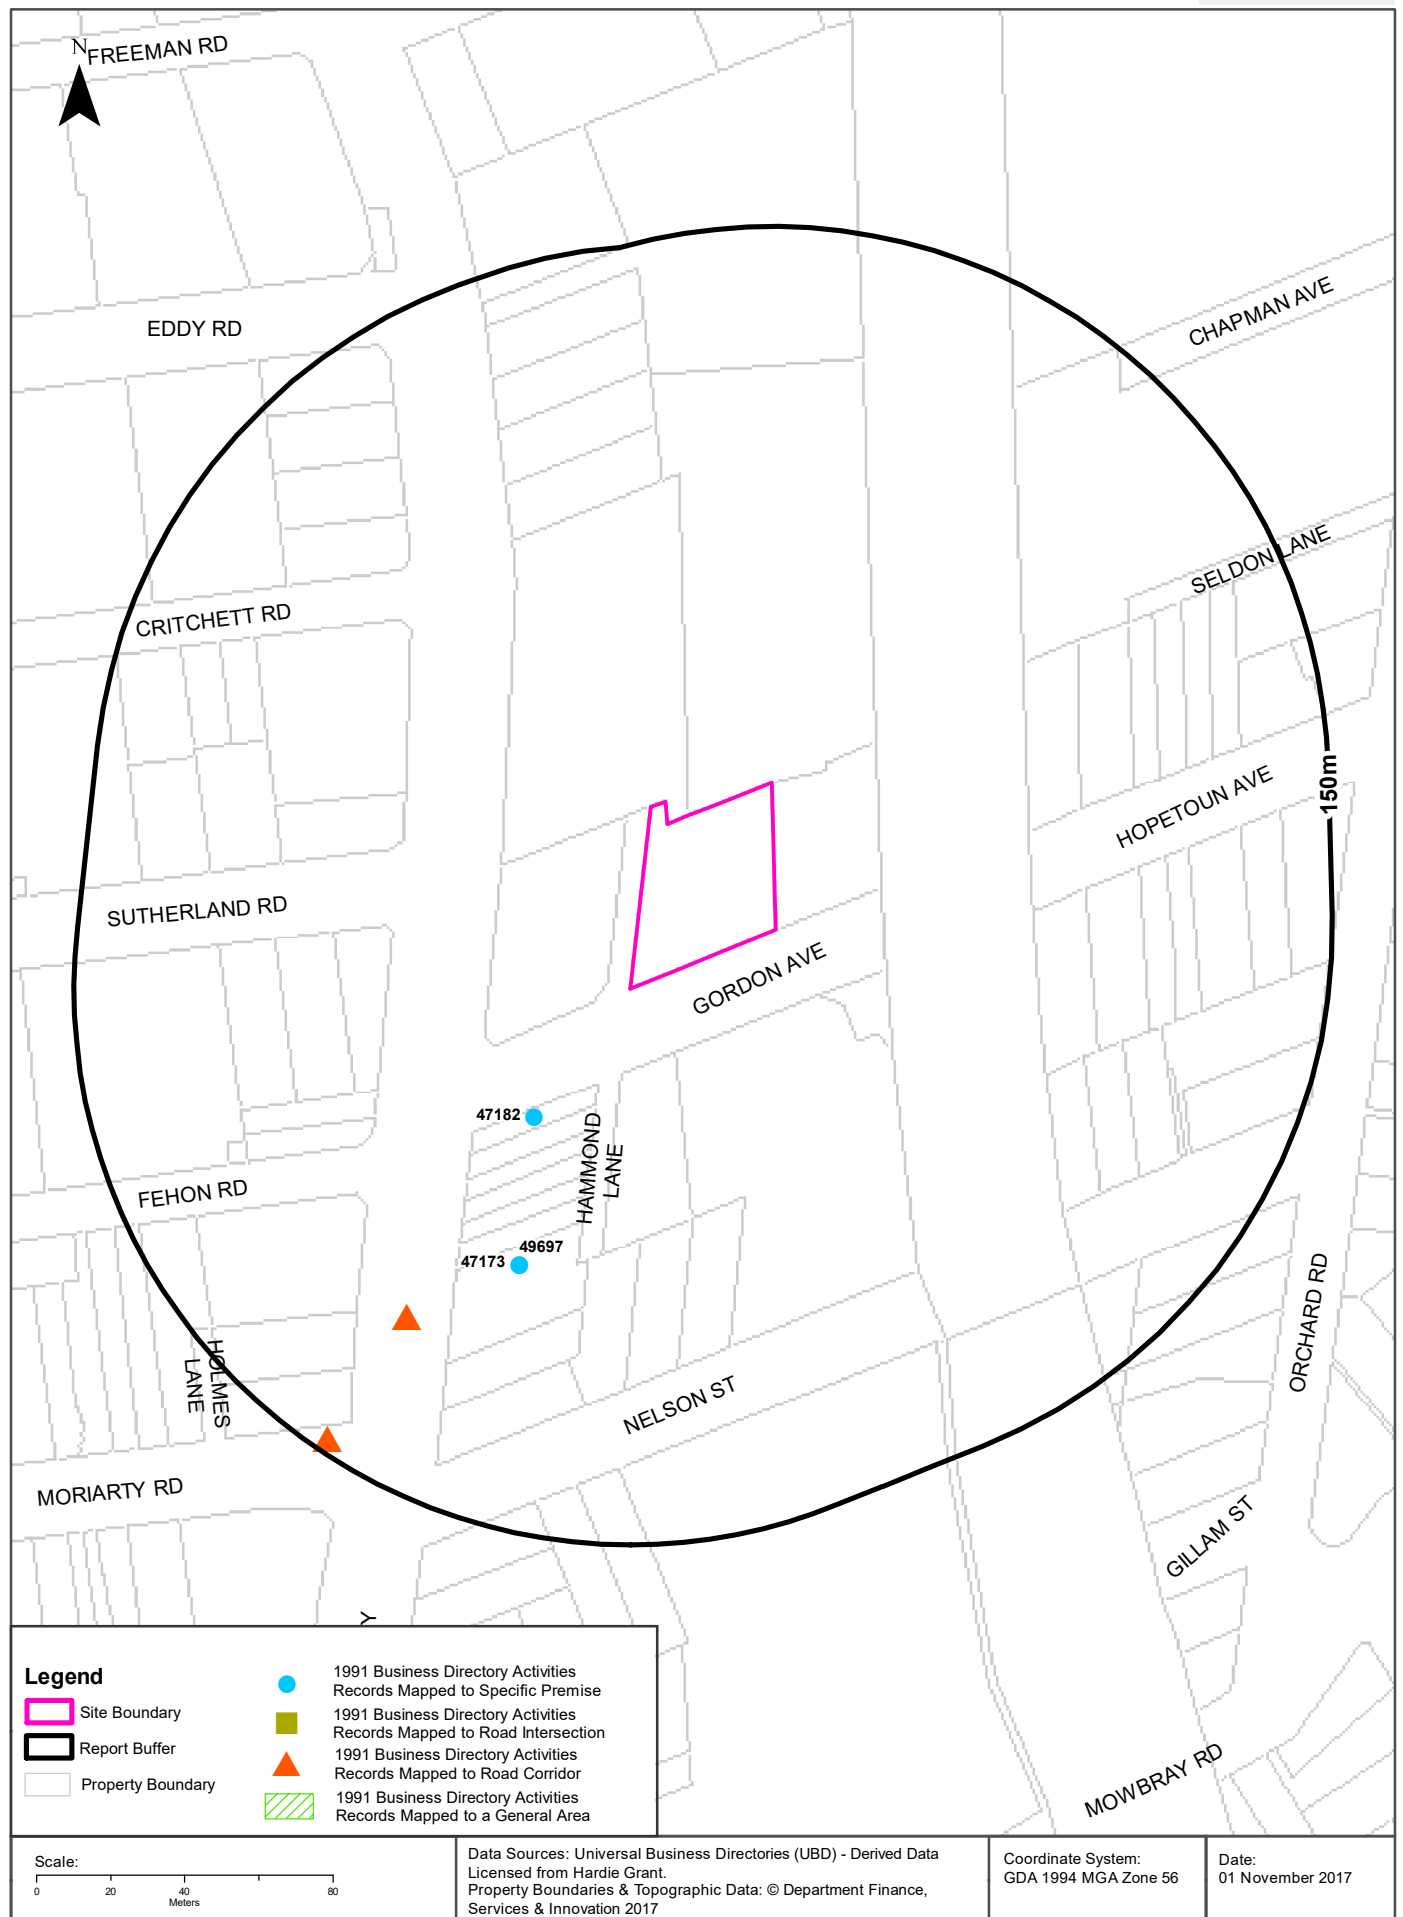 N
FREEMAN RD
EDDY RD
CHAPMAN AVE
SELDON LANE
CRITCHETT RD
150m
HOPETOUN AVE
SUTHERLAND RD
GORDON AVE
47182
HAMMOND
LANE
FEHON RD
49697
47173
ORCHARD RD
HOLMES
LANE
NELSON ST
MORIARTY RD
GILLAM ST
Y
MOWBRAY RD
Legend
Site Boundary
Report Buffer
Property Boundary
1991 Business Directory Activities
Records Mapped to Specific Premise
1991 Business Directory Activities
Records Mapped to Road Intersection
1991 Business Directory Activities
Records Mapped to Road Corridor
1991 Business Directory Activities
Records Mapped to a General Area
Scale:
0 20 40 80
Meters
Data Sources: Universal Business Directories (UBD) - Derived Data
Licensed from Hardie Grant.
Property Boundaries & Topographic Data: © Department Finance,
Services & Innovation 2017
Coordinate System:
GDA 1994 MGA Zone 56
Date:
01 November 2017